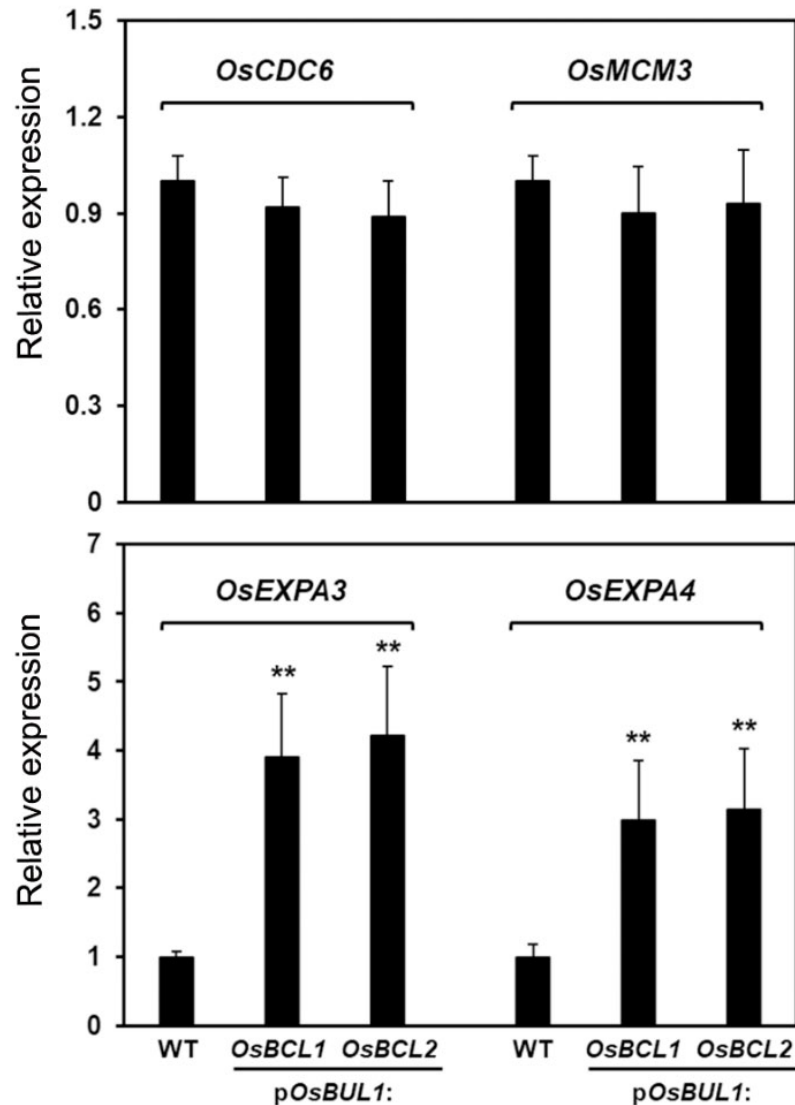 Relative expression
1.5
1.2
0.9
0.6
0.3
0
OsCDC6 OsMCM3
Relative expression
7
6
5
4
3
2
1
0
OsEXPA3 OsEXPA4
** ** ** **
WT OsBCL1 OsBCL2 WT OsBCL1 OsBCL2
pOsBUL1: pOsBUL1: